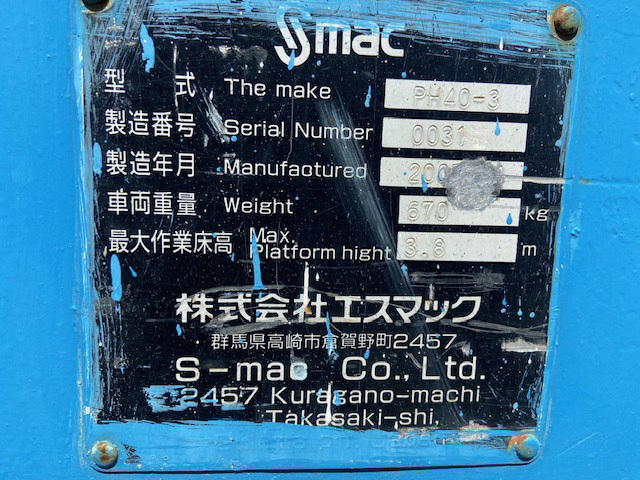 Smac
型 式 The make PH40-3
製造番号 Serial Number 0031
製造年月 Manufactured 200
車両重量 Weight 670 kg
最大作業床高 Max. Platform hight 3.8 m
株式会社エスマック
群馬県高崎市倉賀野町2457
S-mac Co.,Ltd.
2457 Kuragano-machi
Takasaki-shi,